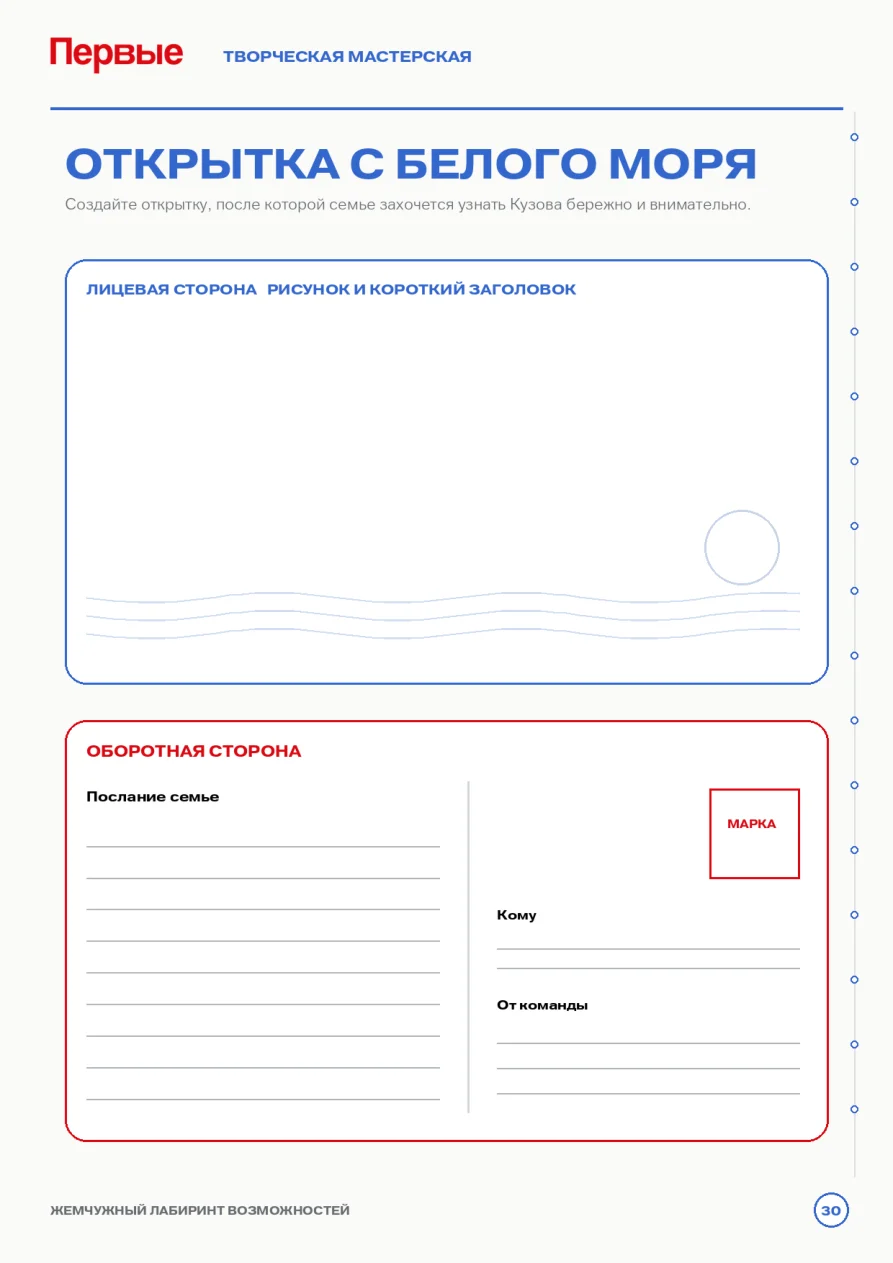 Первые
ТВОРЧЕСКАЯ МАСТЕРСКАЯ
ОТКРЫТКА С БЕЛОГО МОРЯ
Создайте открытку, после которой семье захочется узнать Кузова бережно и внимательно.
ЛИЦЕВАЯ СТОРОНА РИСУНОК И КОРОТКИЙ ЗАГОЛОВОК
ОБОРОТНАЯ СТОРОНА
Послание семье
МАРКА
Кому
От команды
ЖЕМЧУЖНЫЙ ЛАБИРИНТ ВОЗМОЖНОСТЕЙ
30